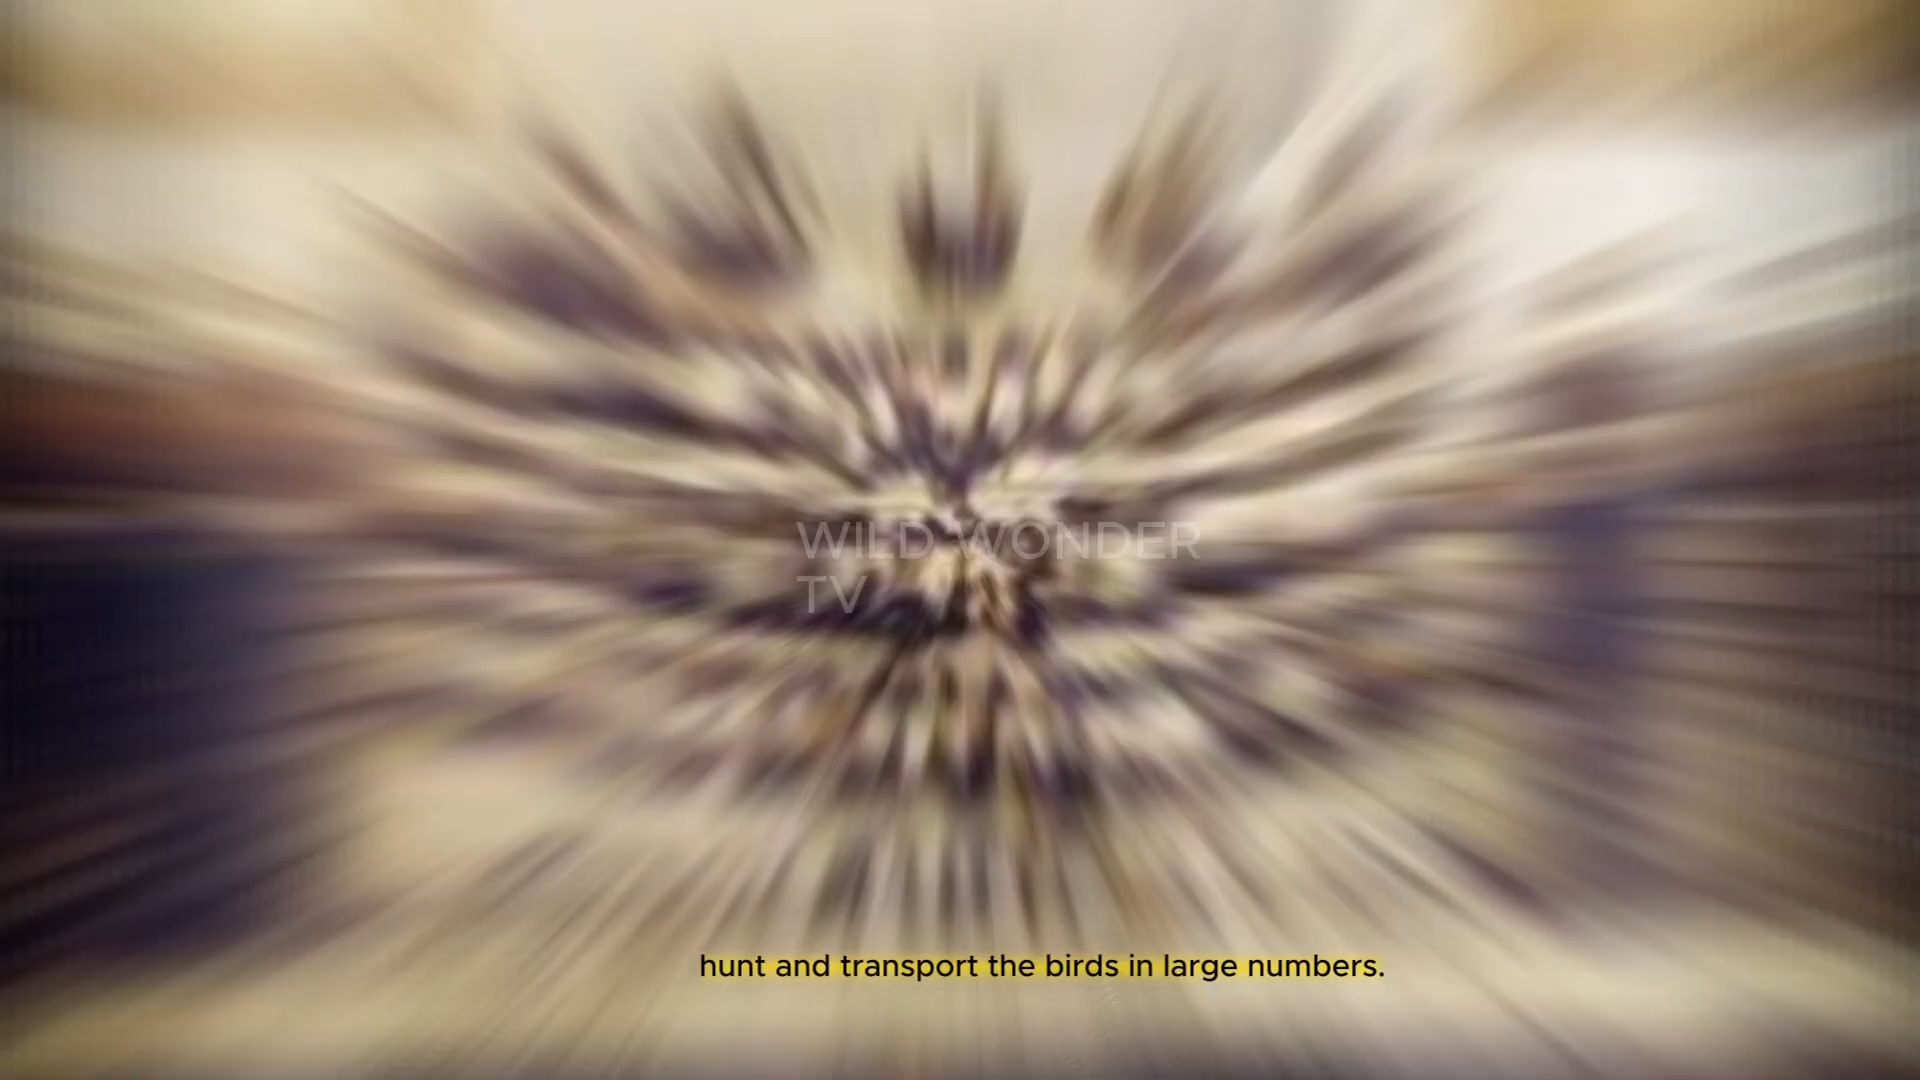 WILD WONDER
TV
hunt and transport the birds in large numbers.